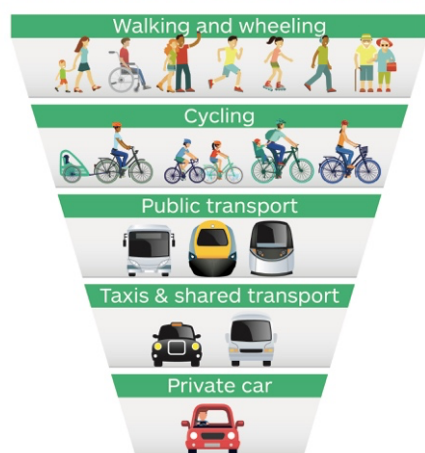 Walking and wheeling
Cycling
Public transport
Taxis & shared transport
Private car